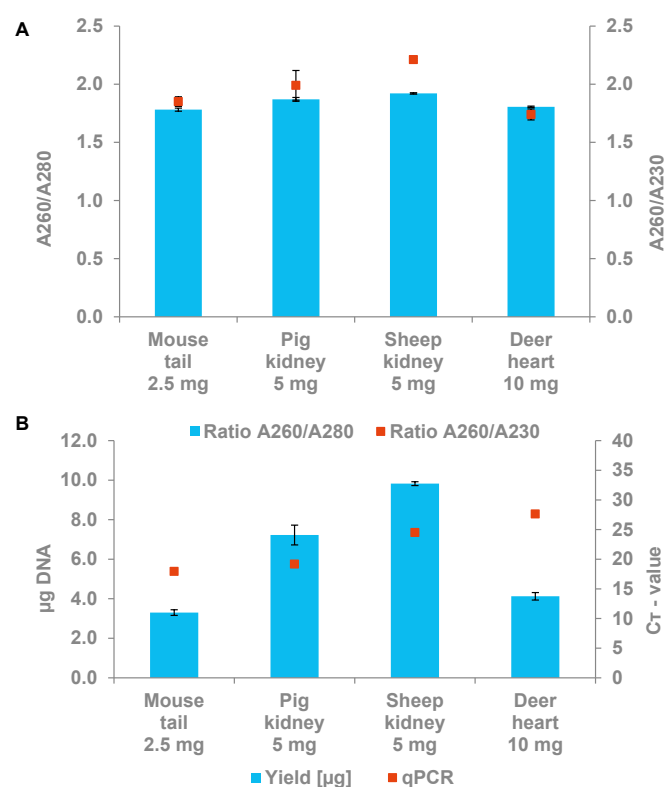 A
2.5
2.0
1.5
1.0
0.5
0.0
A260/A280
2.5
2.0
1.5
1.0
0.5
0.0
A260/A230
Mouse
tail
2.5 mg
Pig
kidney
5 mg
Sheep
kidney
5 mg
Deer
heart
10 mg
Ratio A260/A280 Ratio A260/A230
B
12.0
10.0
8.0
6.0
4.0
2.0
0.0
µg DNA
40
35
30
25
20
15
10
5
0
Cᴛ - value
Mouse
tail
2.5 mg
Pig
kidney
5 mg
Sheep
kidney
5 mg
Deer
heart
10 mg
Yield [µg] qPCR